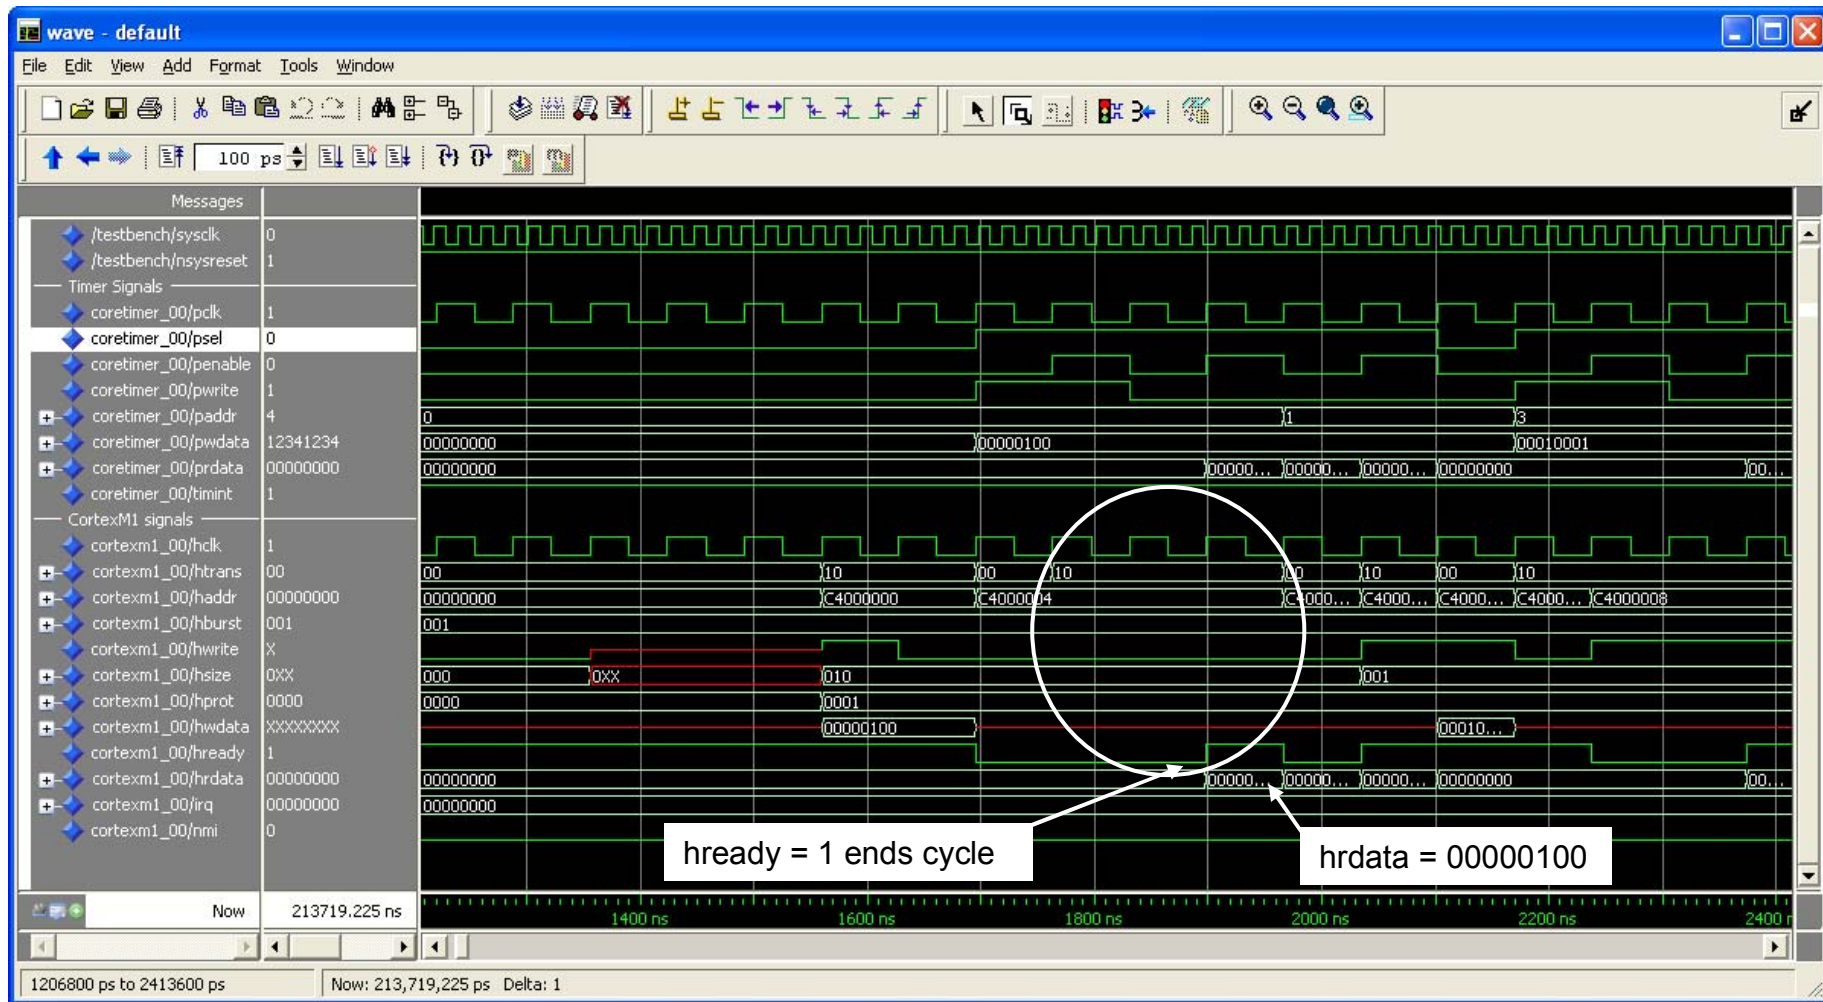 wave - default
File Edit View Add Format Tools Window
100 ps
Messages
/testbench/sysclk 0
/testbench/nsysreset 1
Timer Signals
coretimer_00/pclk 1
coretimer_00/psel 0
coretimer_00/penable 0
coretimer_00/pwrite 1
coretimer_00/paddr 4 0 1 3
coretimer_00/pwdata 12341234 00000000 00000100 00010001
coretimer_00/prdata 00000000 00000000 00000... 00000... 00000... 00000000 00...
coretimer_00/timint 1
CortexM1 signals
cortexm1_00/hclk 1
cortexm1_00/htrans 00 00 10 00 10 00 10 00 10
cortexm1_00/haddr 00000000 00000000 C4000000 C4000004 C4000... C4000... C4000... C4000... C4000008
cortexm1_00/hburst 001 001
cortexm1_00/hwrite X
cortexm1_00/hsize 0XX 000 0XX 010 001
cortexm1_00/hprot 0000 0000 0001
cortexm1_00/hwdata XXXXXXXX 00000100 00010...
cortexm1_00/hready 1
cortexm1_00/hrdata 00000000 00000000 00000... 00000... 00000... 00000000 00...
cortexm1_00/irq 00000000 00000000
cortexm1_00/nmi 0
hready = 1 ends cycle
hrdata = 00000100
Now 213719.225 ns
1400 ns 1600 ns 1800 ns 2000 ns 2200 ns 2400 n
1206800 ps to 2413600 ps Now: 213,719,225 ps Delta: 1